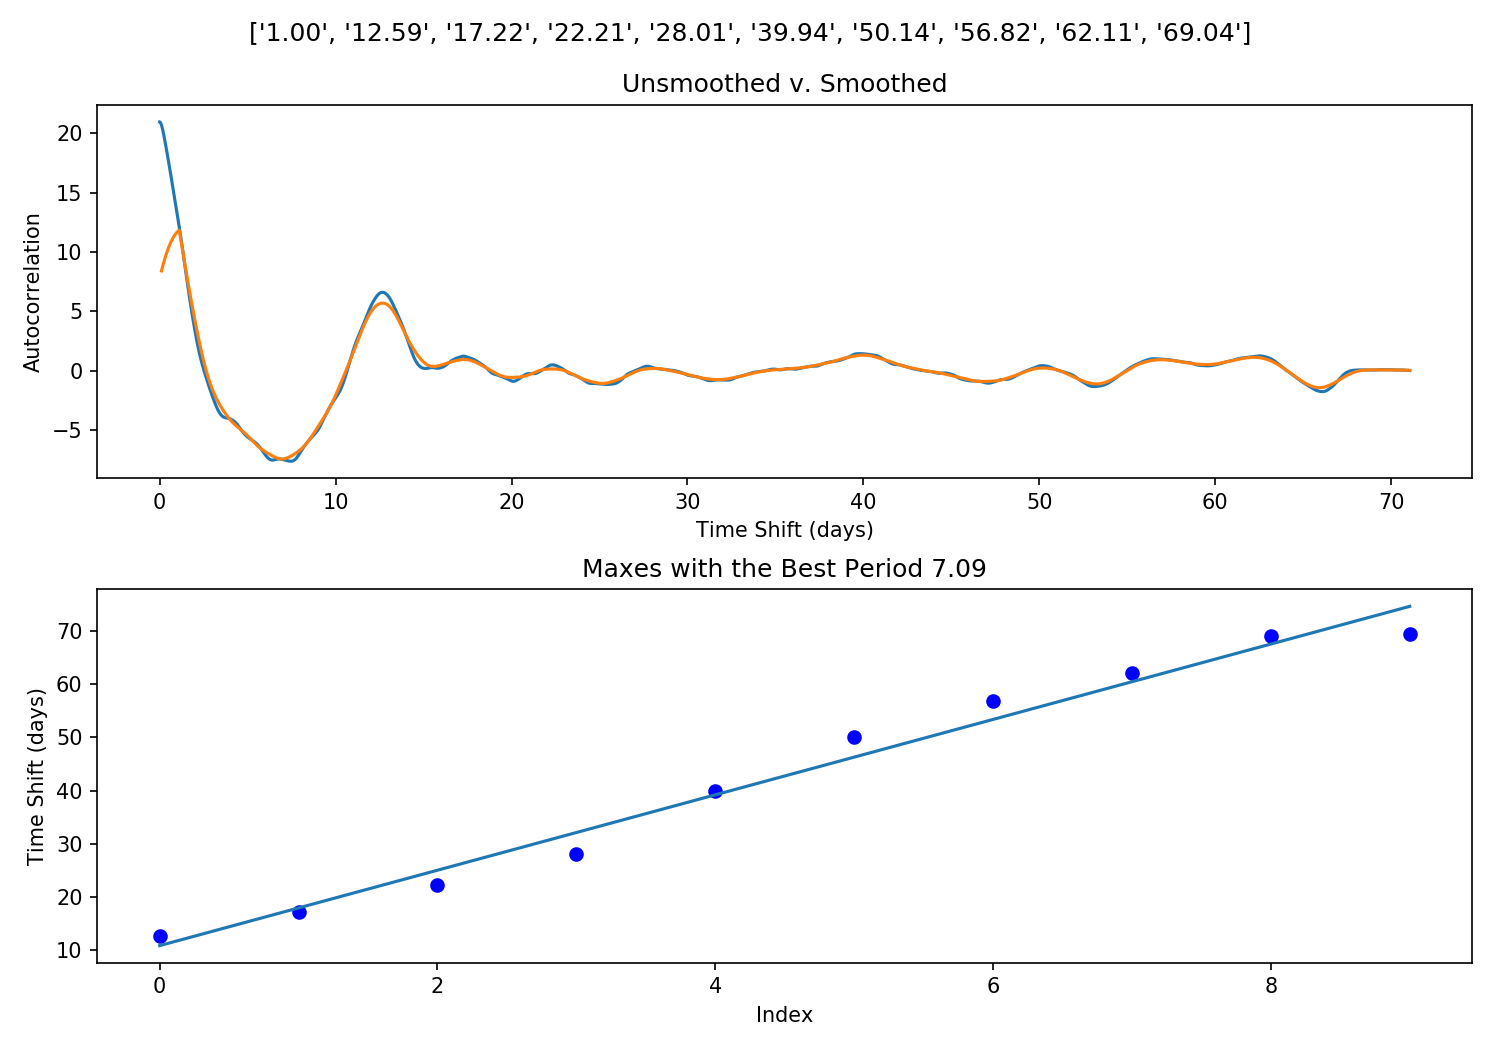 ['1.00', '12.59', '17.22', '22.21', '28.01', '39.94', '50.14', '56.82', '62.11', '69.04']
Unsmoothed v. Smoothed
Autocorrelation
20
15
10
5
0
−5
0 10 20 30 40 50 60 70
Time Shift (days)
Maxes with the Best Period 7.09
Time Shift (days)
70
60
50
40
30
20
10
0 2 4 6 8
Index